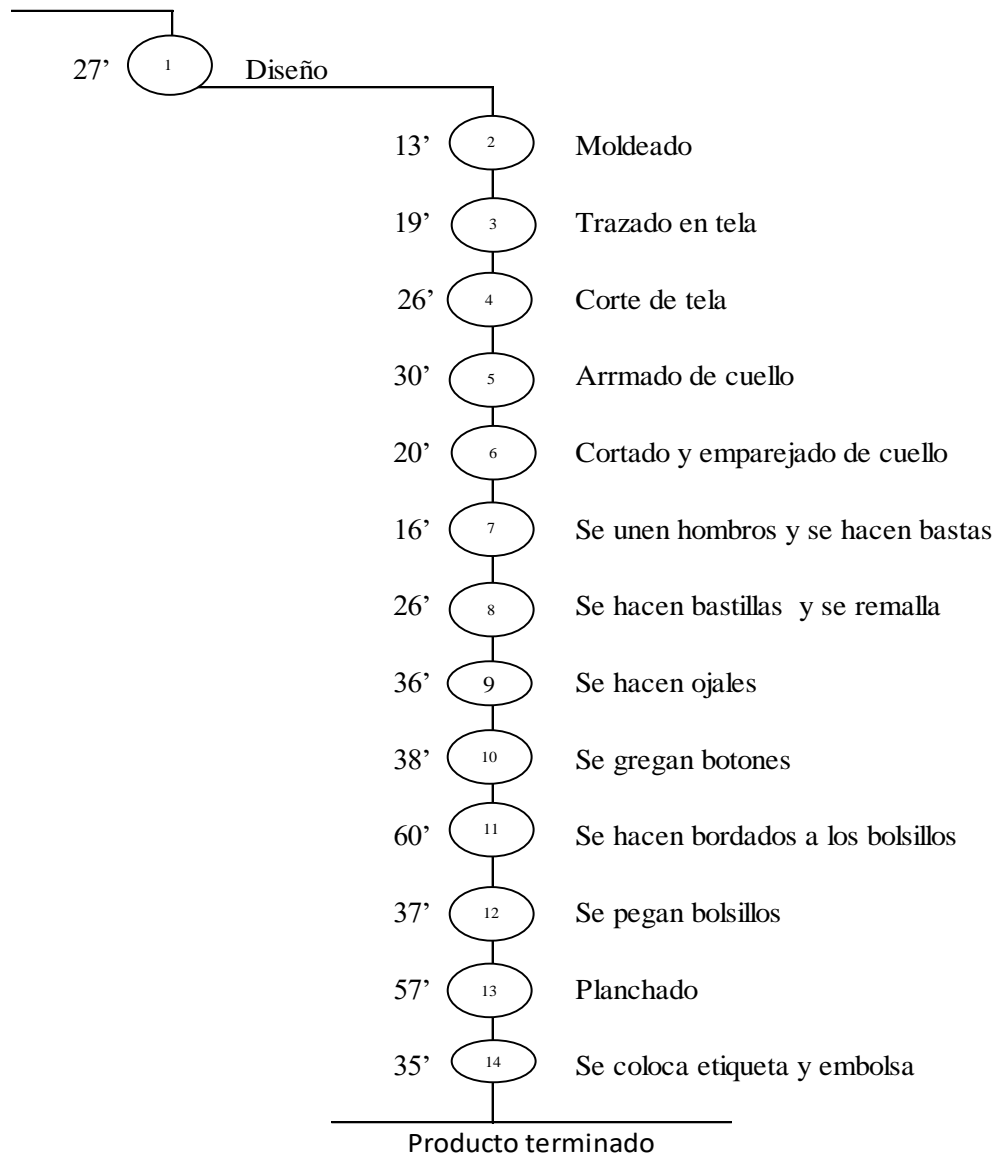 27’ 1 Diseño
13’ 2 Moldeado
19’ 3 Trazado en tela
26’ 4 Corte de tela
30’ 5 Arrmado de cuello
20’ 6 Cortado y emparejado de cuello
16’ 7 Se unen hombros y se hacen bastas
26’ 8 Se hacen bastillas y se remalla
36’ 9 Se hacen ojales
38’ 10 Se gregan botones
60’ 11 Se hacen bordados a los bolsillos
37’ 12 Se pegan bolsillos
57’ 13 Planchado
35’ 14 Se coloca etiqueta y embolsa
Producto terminado